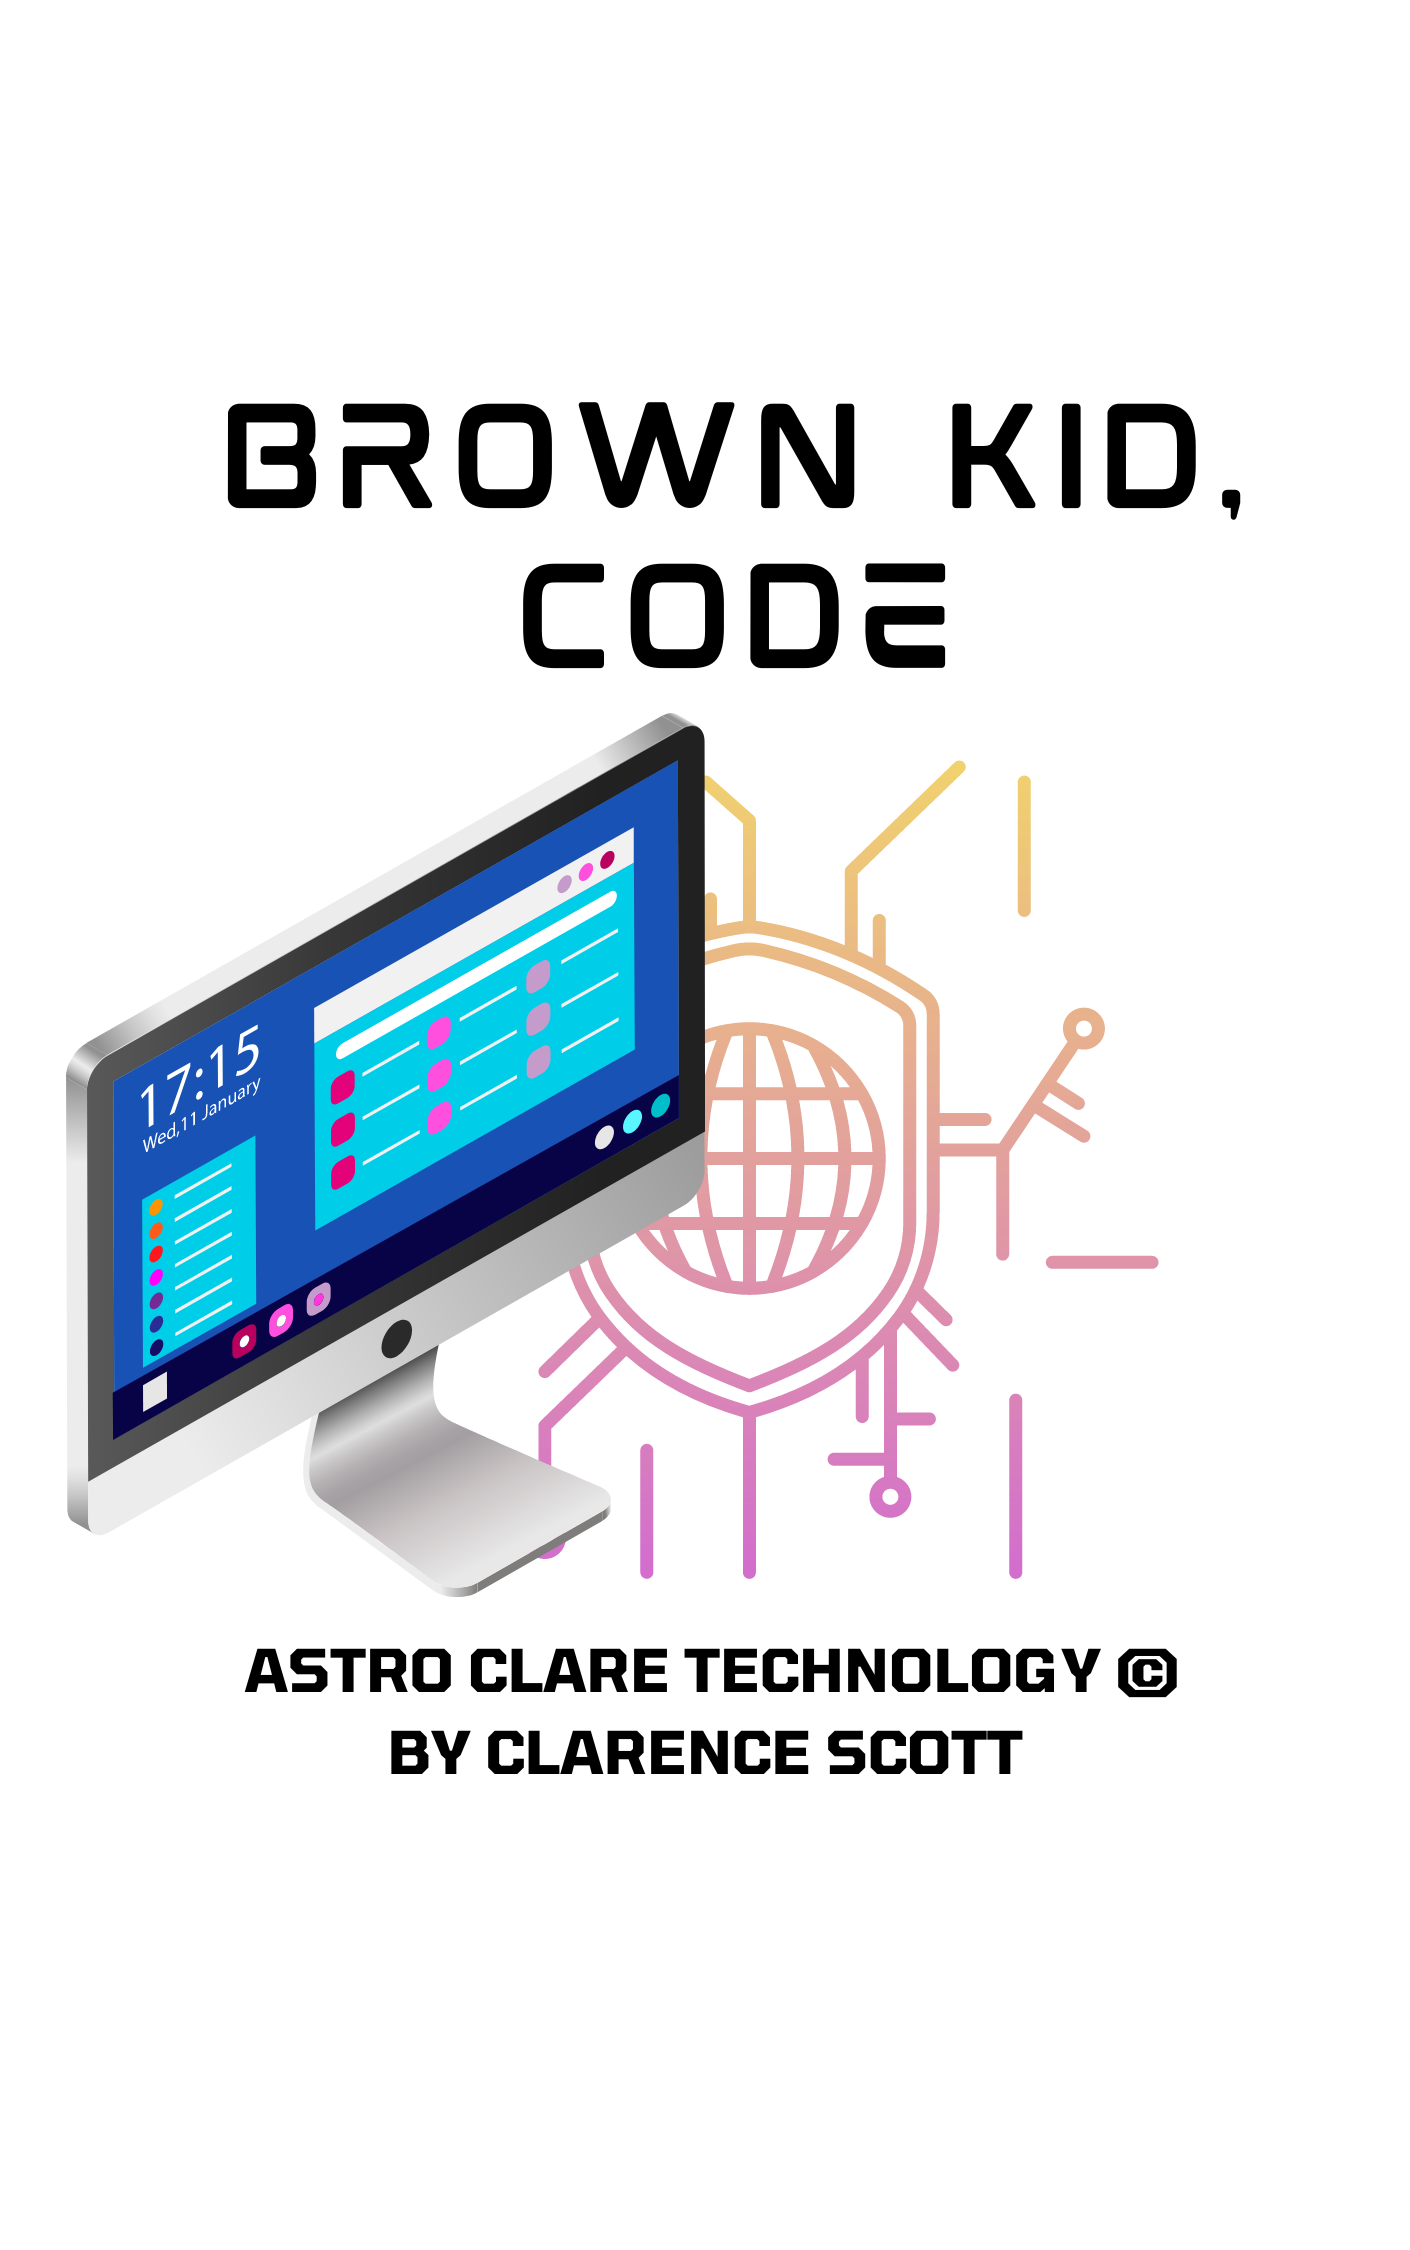 BROWN KID,
CODE
17:15
Wed,11 January
ASTRO CLARE TECHNOLOGY ©
BY CLARENCE SCOTT